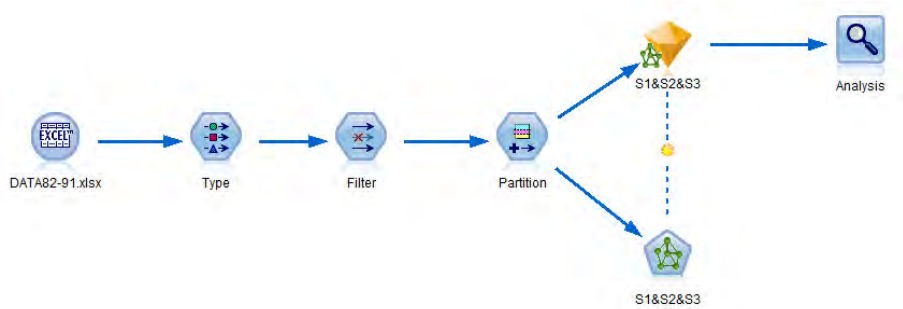 S1&S2&S3
Analysis
EXCEL
DATA82-91.xlsx
Type
Filter
Partition
S1&S2&S3